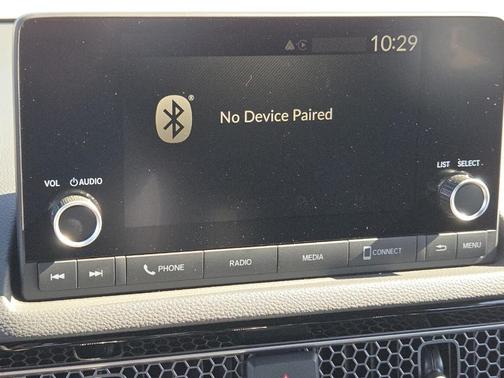 10:29
®
No Device Paired
VOL AUDIO
LIST SELECT
PHONE RADIO MEDIA CONNECT MENU